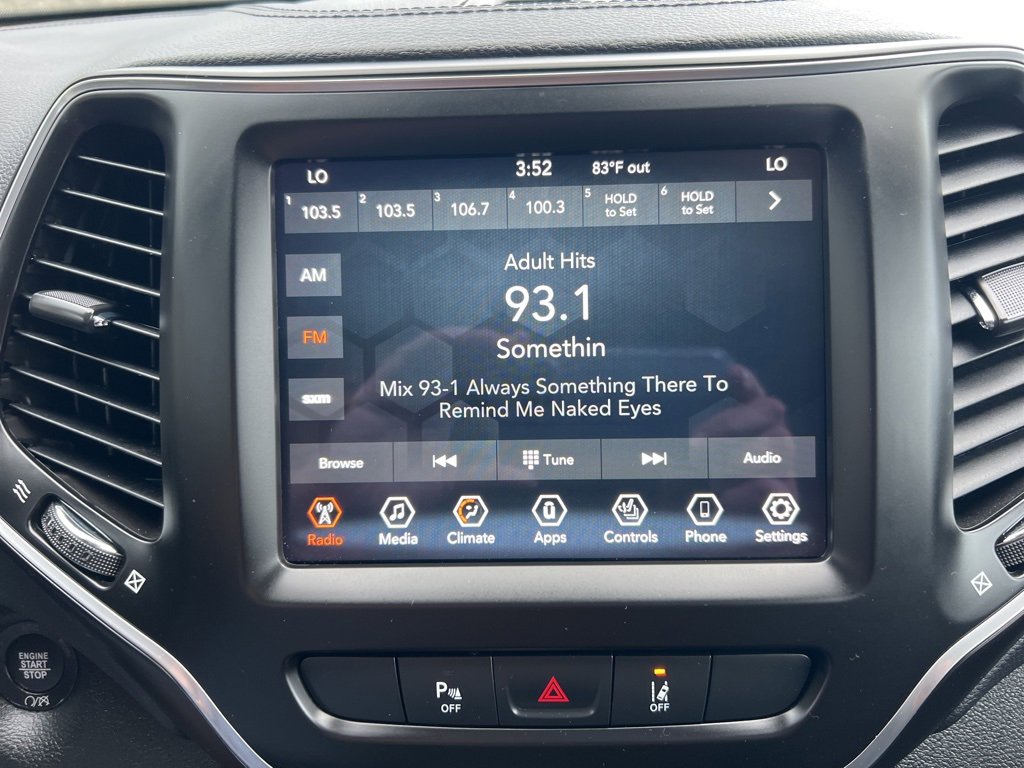 LO 3:52 83°F out LO
1 103.5 2 103.5 3 106.7 4 100.3 5 HOLD to Set 6 HOLD to Set
Adult Hits
AM
93.1
FM
Somethin
sxm
Mix 93-1 Always Something There To
Remind Me Naked Eyes
Browse Tune Audio
Radio Media Climate Apps Controls Phone Settings
ENGINE
START
STOP
P OFF
OFF